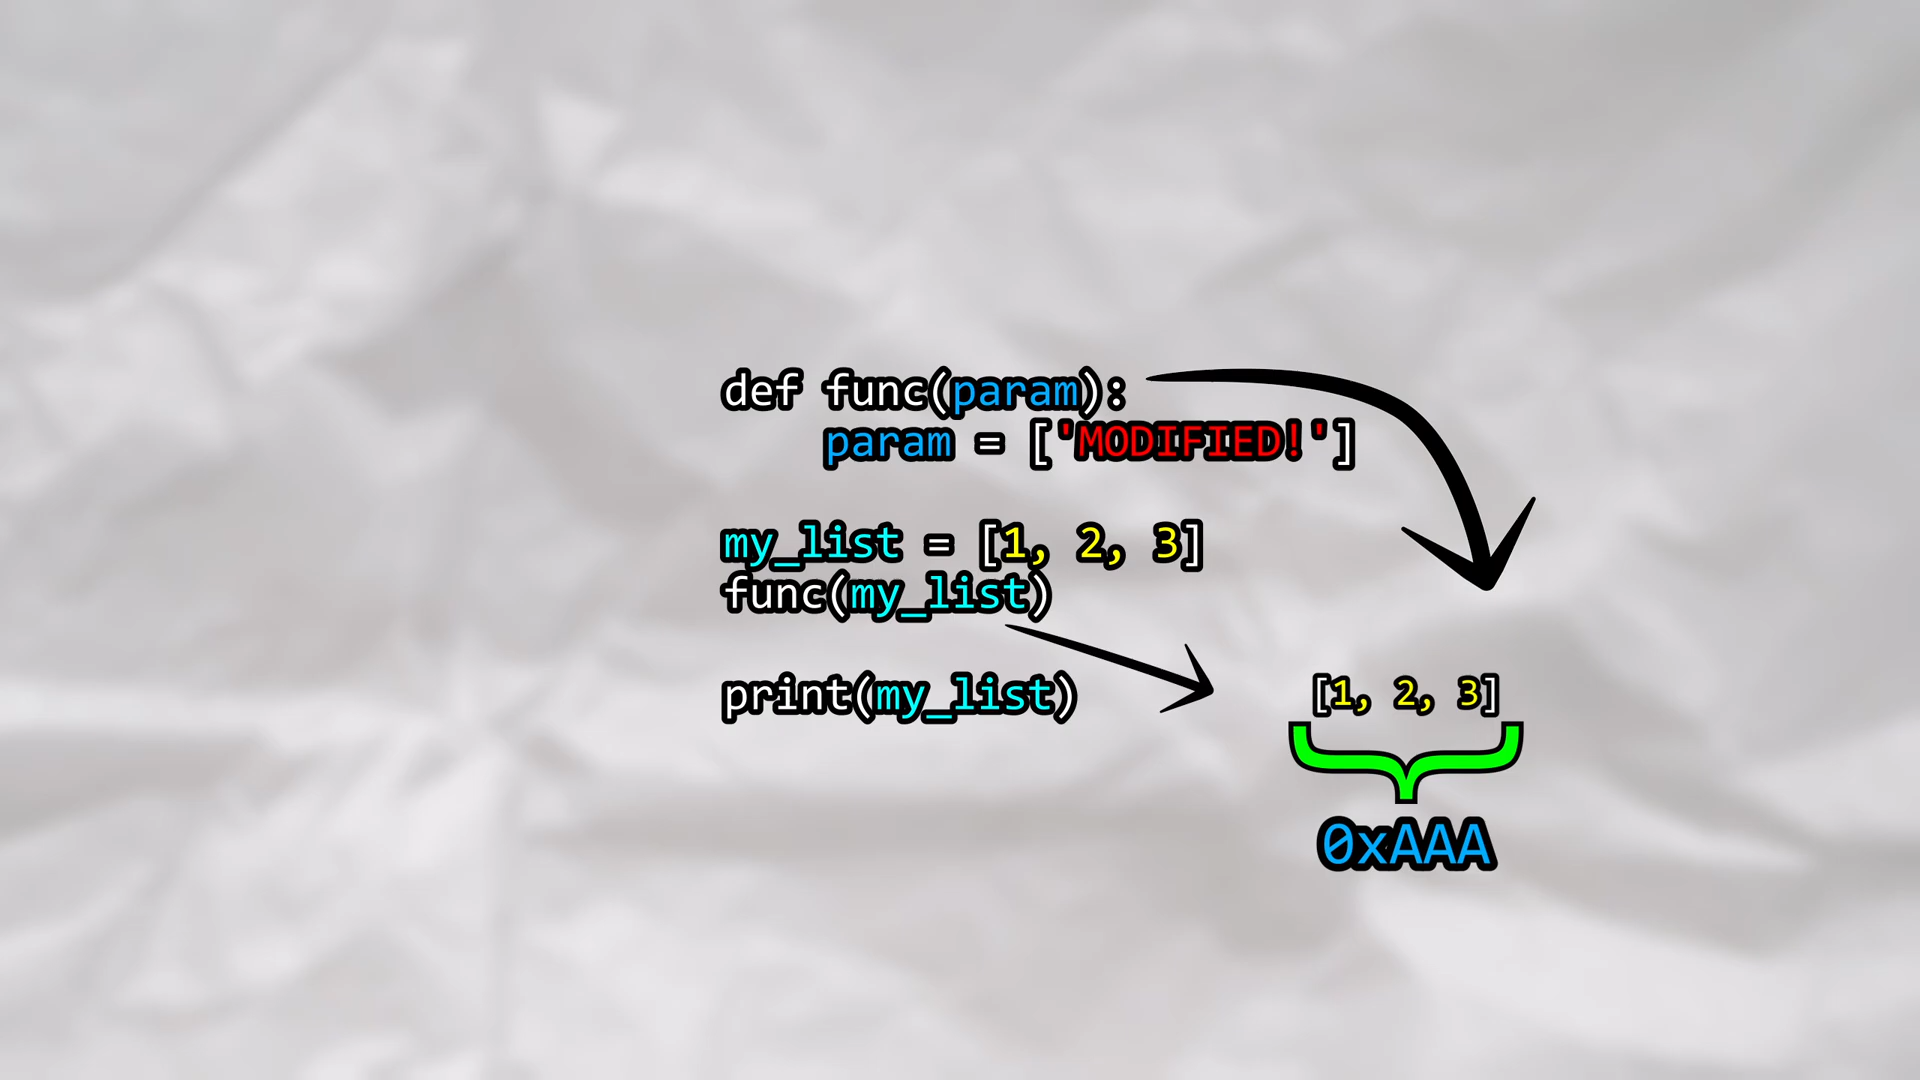 def func(param):
    param = ['MODIFIED!']
my_list = [1, 2, 3]
func(my_list)
print(my_list)
[1, 2, 3]
0xAAA